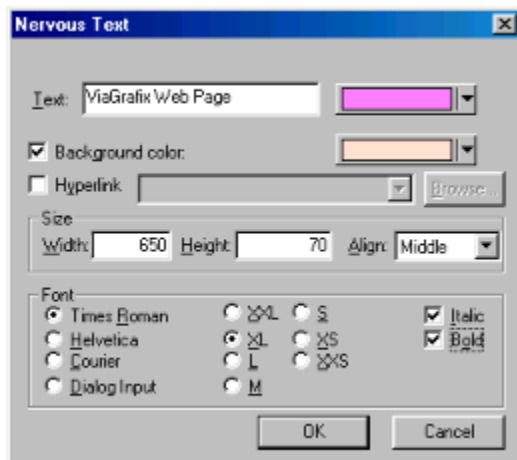 Nervous Text
Text: ViaGrafix Web Page
Background color:
Hyperlink Browse...
Size
Width: 650 Height: 70 Align: Middle
Font
Times Roman XXL S Italic
Helvetica XL XS Bold
Courier L XXS
Dialog Input M
OK Cancel